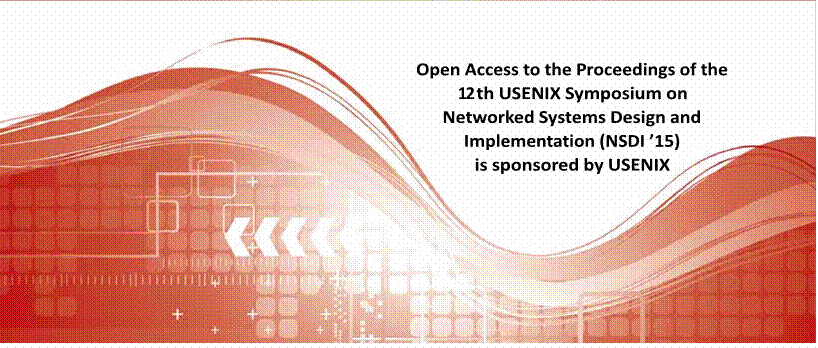 Open Access to the Proceedings of the
12th USENIX Symposium on
Networked Systems Design and
Implementation (NSDI ’15)
is sponsored by USENIX